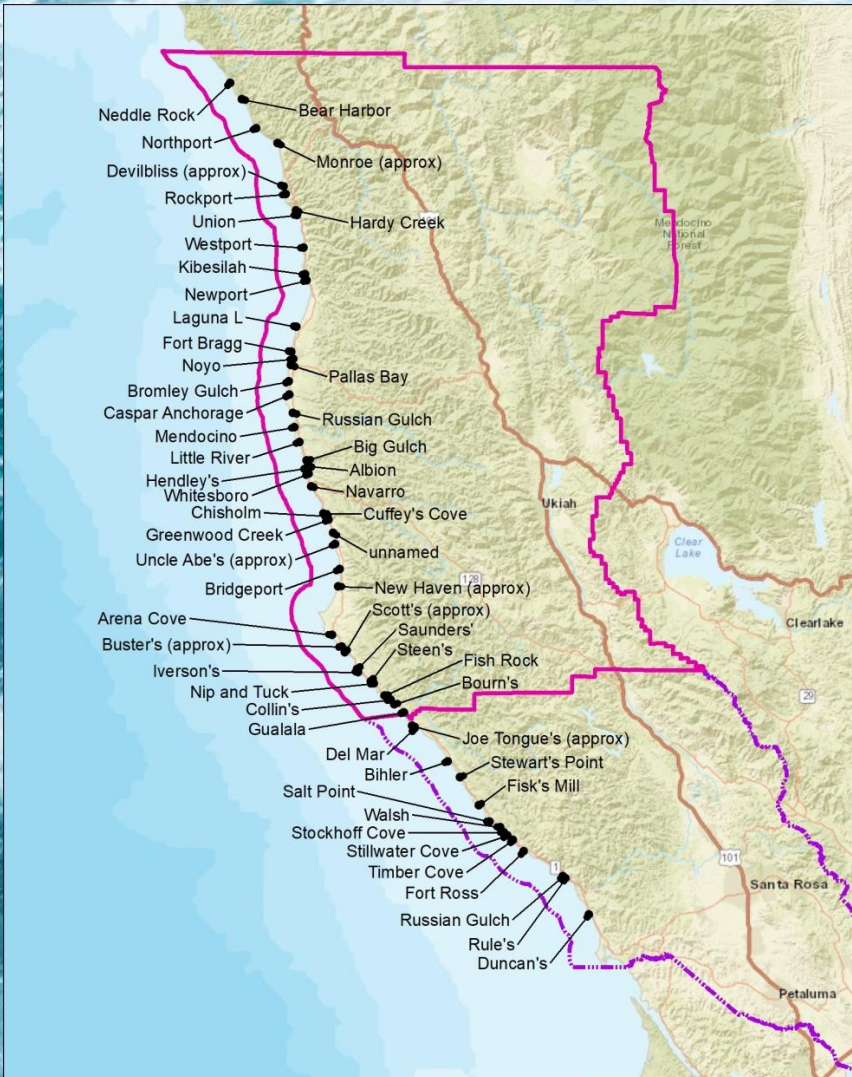 Neddle Rock
Bear Harbor
Northport
Monroe (approx)
Devilbliss (approx)
Rockport
Union
Hardy Creek
Westport
Kibesilah
Newport
Laguna L
Fort Bragg
Noyo
Pallas Bay
Bromley Gulch
Caspar Anchorage
Russian Gulch
Mendocino
Little River
Big Gulch
Albion
Hendley's
Whitesboro
Navarro
Chisholm
Cuffey's Cove
Greenwood Creek
unnamed
Uncle Abe's (approx)
Bridgeport
New Haven (approx)
Scott's (approx)
Arena Cove
Saunders'
Buster's (approx)
Steen's
Iverson's
Fish Rock
Nip and Tuck
Bourn's
Collin's
Gualala
Joe Tongue's (approx)
Del Mar
Stewart's Point
Bihler
Fisk's Mill
Salt Point
Walsh
Stockhoff Cove
Stillwater Cove
Timber Cove
Fort Ross
Russian Gulch
Rule's
Duncan's
101
Mendocino
National
Forest
Ukiah
Clear
Lake
Clearlake
128
29
101
1
Santa Rosa
Petaluma